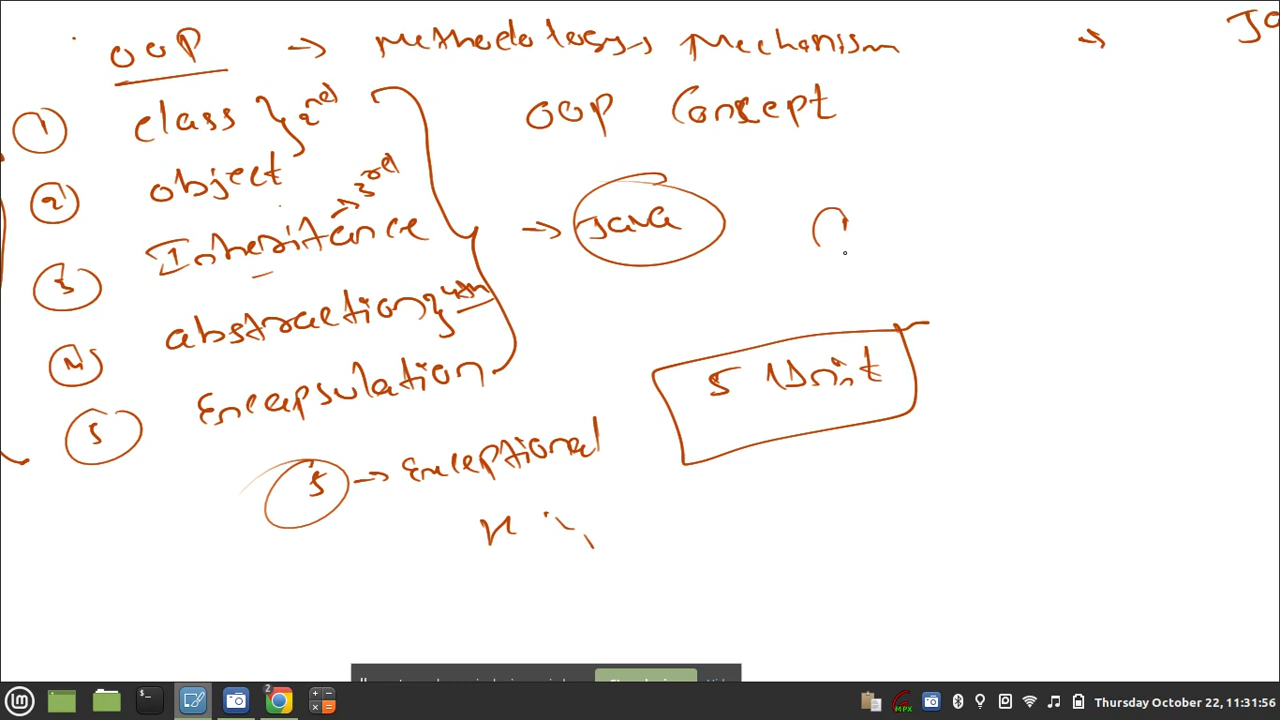 OOP → Methodology, Mechanism →
① class } 2nd
OOP Concept
② object
③ Inheritance → 3rd
→ Java
④ abstraction } 4th
5 Unit
⑤ Encapsulation
5 → Exceptional
Thursday October 22, 11:31:56